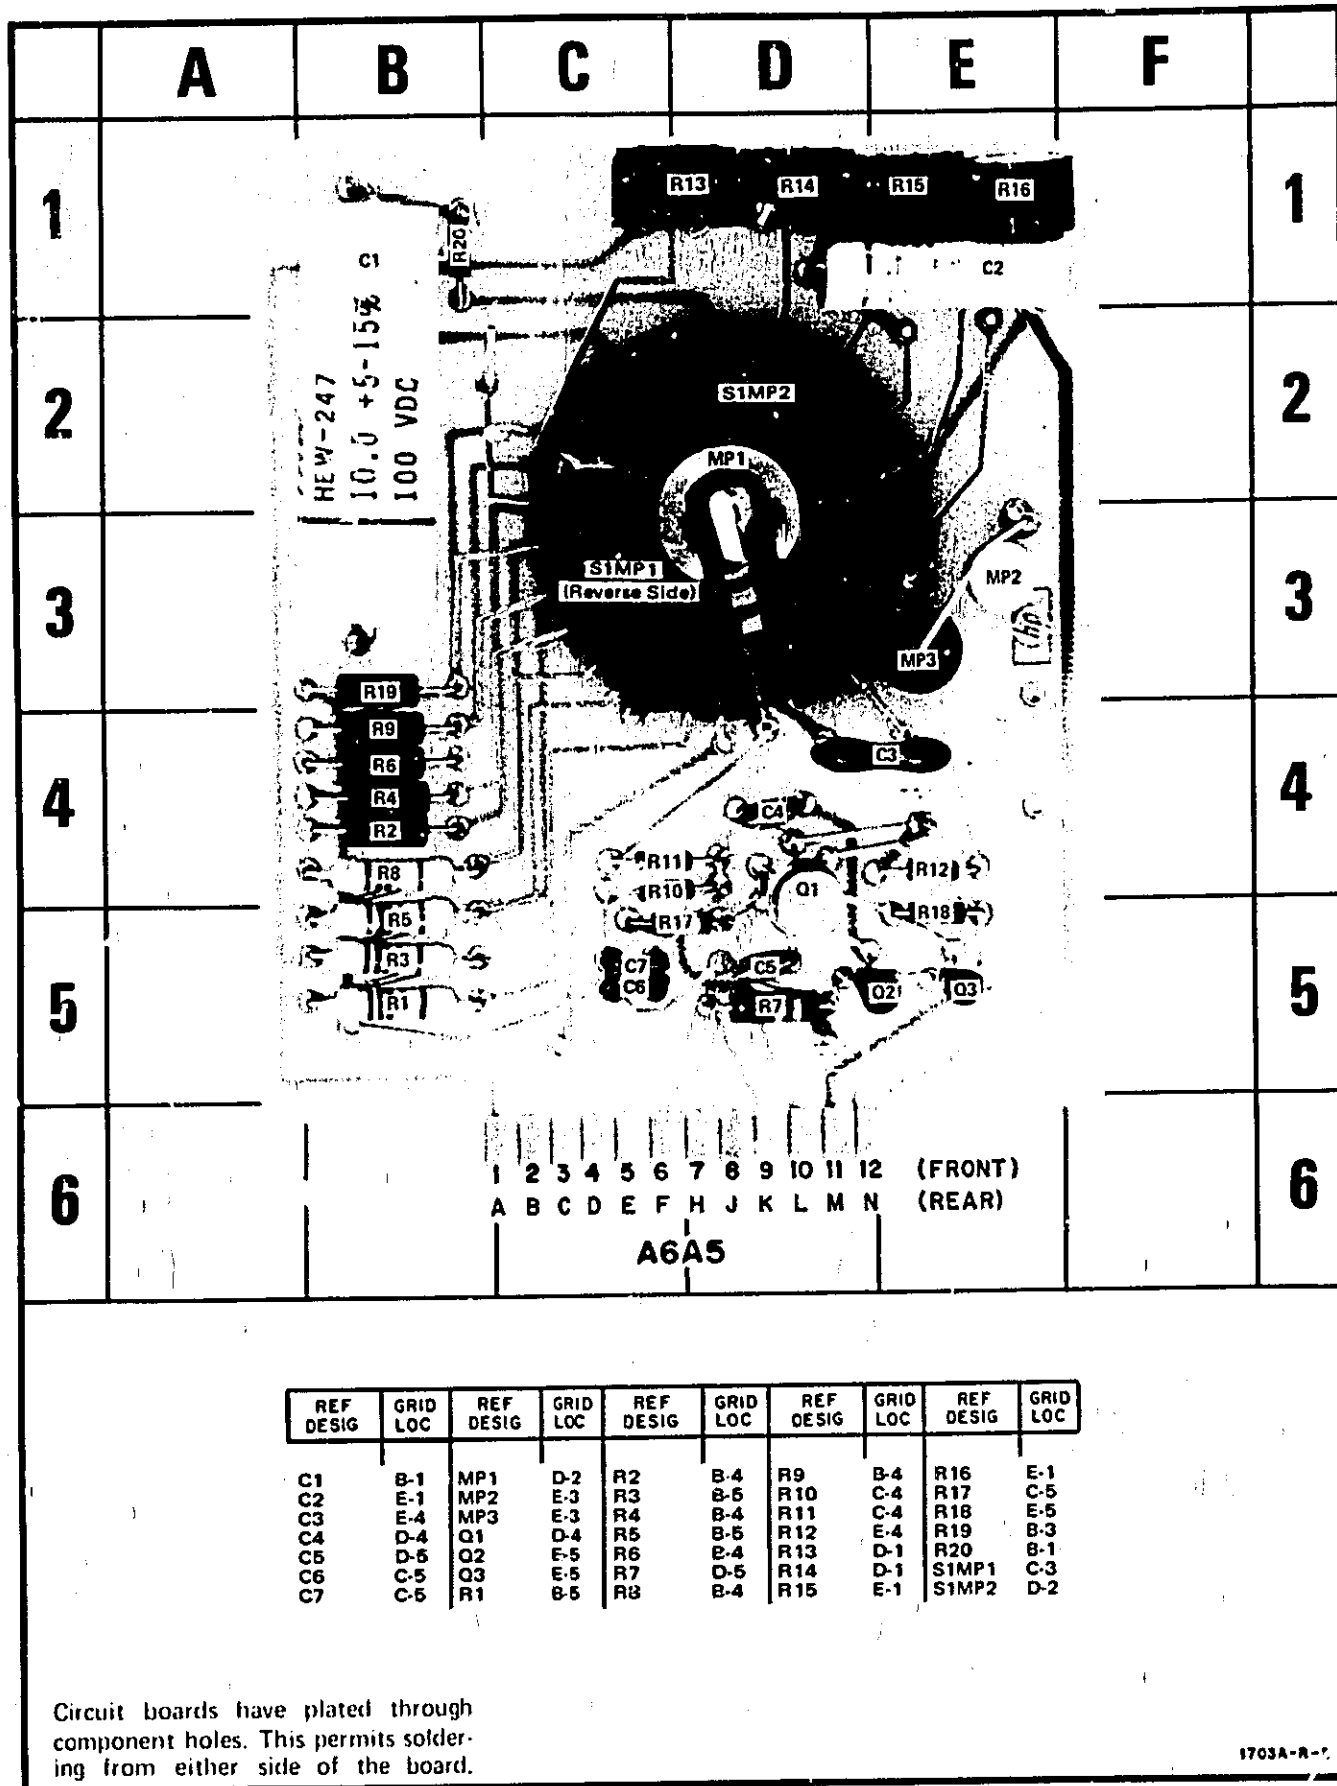 A B C D E F
1 1
R13 R14 R15 R16
R20
C1 C2
2 2
HEW-247
10.0 +5-15%
100 VDC
S1MP2
MP1
3 3
S1MP1
(Reverse Side)
MP2
hp
MP3
R19
4 4
R9
R6
R4
R2
R8
C3
C4
R11
R10
R12
Q1
5 5
R5
R3
R1
R17
R18
C7
C6
C5
R7
Q2
Q3
6 6
1 2 3 4 5 6 7 8 9 10 11 12 (FRONT)
A B C D E F H J K L M N (REAR)
A6A5
REF DESIG GRID LOC REF DESIG GRID LOC REF DESIG GRID LOC REF DESIG GRID LOC REF DESIG GRID LOC
C1 B-1 MP1 D-2 R2 B-4 R9 B-4 R16 E-1
C2 E-1 MP2 E-3 R3 B-5 R10 C-4 R17 C-5
C3 E-4 MP3 E-3 R4 B-4 R11 C-4 R18 E-5
C4 D-4 Q1 D-4 R5 B-5 R12 E-4 R19 B-3
C5 D-5 Q2 E-5 R6 B-4 R13 D-1 R20 B-1
C6 C-5 Q3 E-5 R7 D-5 R14 D-1 S1MP1 C-3
C7 C-5 R1 B-5 R8 B-4 R15 E-1 S1MP2 D-2
Circuit boards have plated through
component holes. This permits solder-
ing from either side of the board.